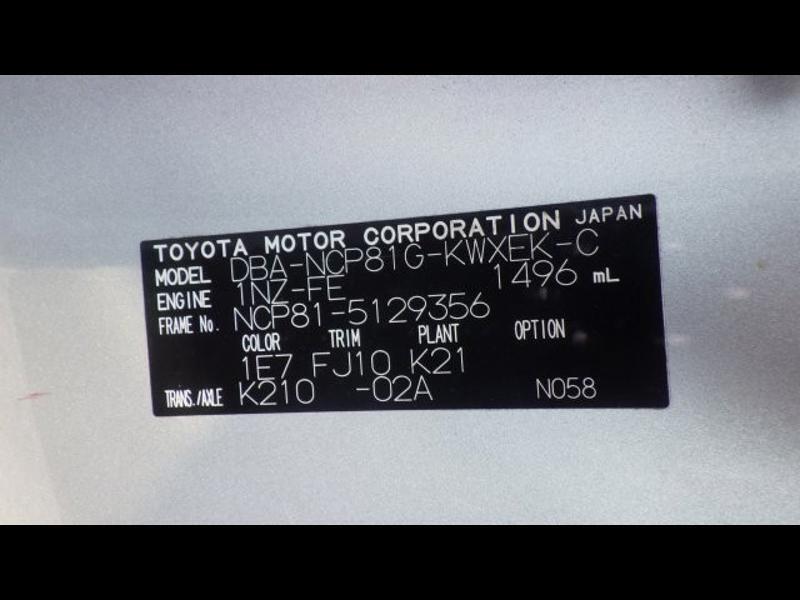 TOYOTA MOTOR CORPORATION JAPAN
MODEL DBA-NCP81G-KWXEK-C
ENGINE 1NZ-FE 1496 mL
FRAME No. NCP81-5129356
COLOR TRIM PLANT OPTION
1E7 FJ10 K21
TRANS./AXLE K210 -02A N058